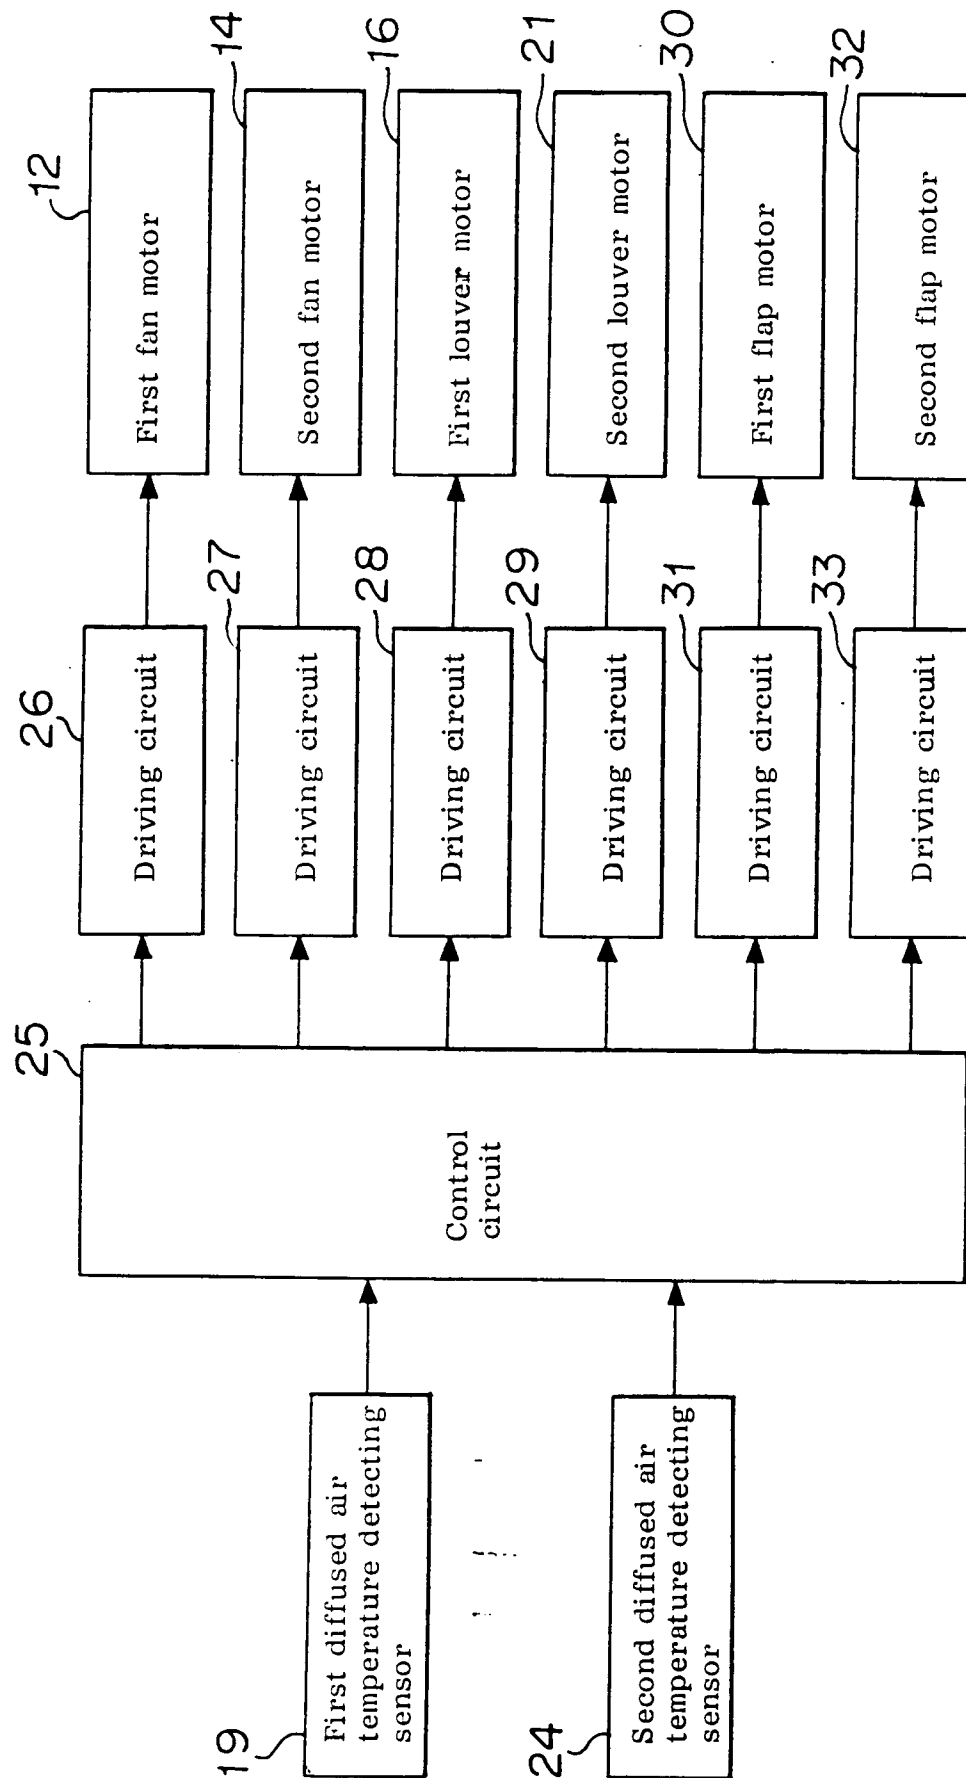 19
First diffused air
temperature detecting
sensor
24
Second diffused air
temperature detecting
sensor
25
Control
circuit
26
Driving circuit
12
First fan motor
27
Driving circuit
14
Second fan motor
28
Driving circuit
16
First louver motor
29
Driving circuit
21
Second louver motor
31
Driving circuit
30
First flap motor
33
Driving circuit
32
Second flap motor